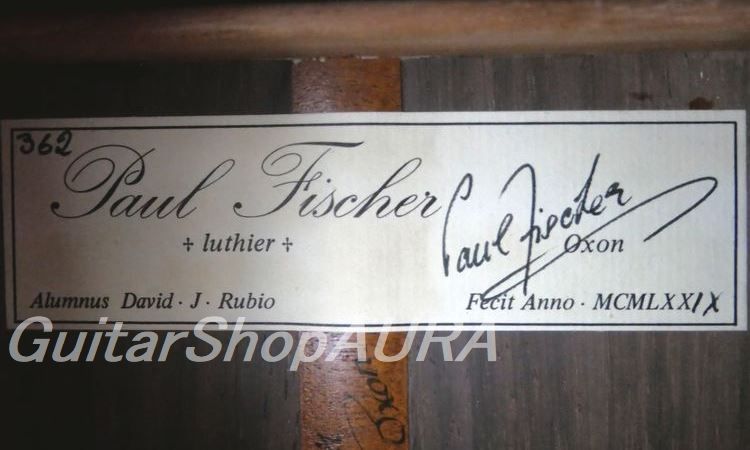 362
Paul Fischer
‡ luthier ‡
Paul Fischer
Oxon
Alumnus David · J · Rubio
Fecit Anno · MCMLXXIX
GuitarShopAURA
Oxon